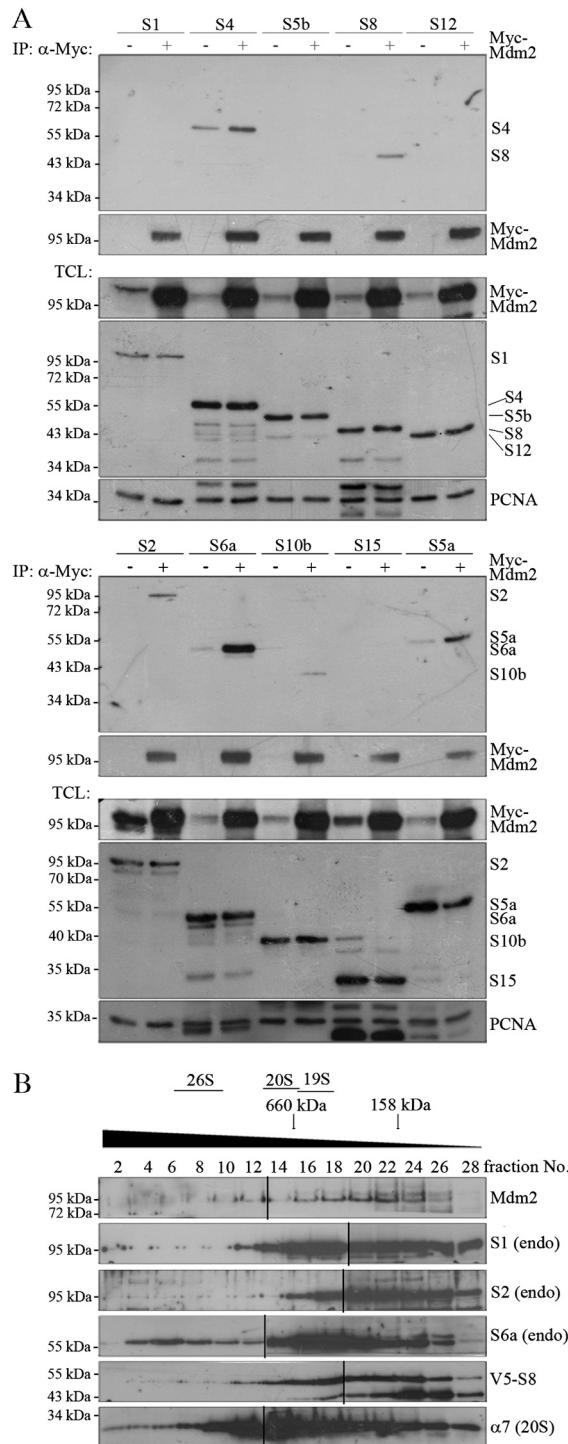 A
S1 S4 S5b S8 S12 Myc-Mdm2
IP: α-Myc: - + - + - + - + - +
95 kDa
72 kDa
55 kDa
43 kDa
34 kDa
S4
S8
95 kDa
Myc-Mdm2
TCL:
95 kDa
Myc-Mdm2
95 kDa
72 kDa
55 kDa
43 kDa
34 kDa
S1
S4
S5b
S8
S12
34 kDa
PCNA
S2 S6a S10b S15 S5a Myc-Mdm2
IP: α-Myc: - + - + - + - + - +
95 kDa
72 kDa
55 kDa
43 kDa
34 kDa
S2
S5a
S6a
S10b
95 kDa
Myc-Mdm2
TCL:
95 kDa
Myc-Mdm2
95 kDa
70 kDa
55 kDa
40 kDa
35 kDa
S2
S5a
S6a
S10b
S15
35 kDa
PCNA
B
26S 20S 19S
660 kDa 158 kDa
2 4 6 8 10 12 14 16 18 20 22 24 26 28 fraction No.
95 kDa
72 kDa
Mdm2
95 kDa
S1 (endo)
95 kDa
S2 (endo)
55 kDa
S6a (endo)
55 kDa
43 kDa
V5-S8
34 kDa
α7 (20S)